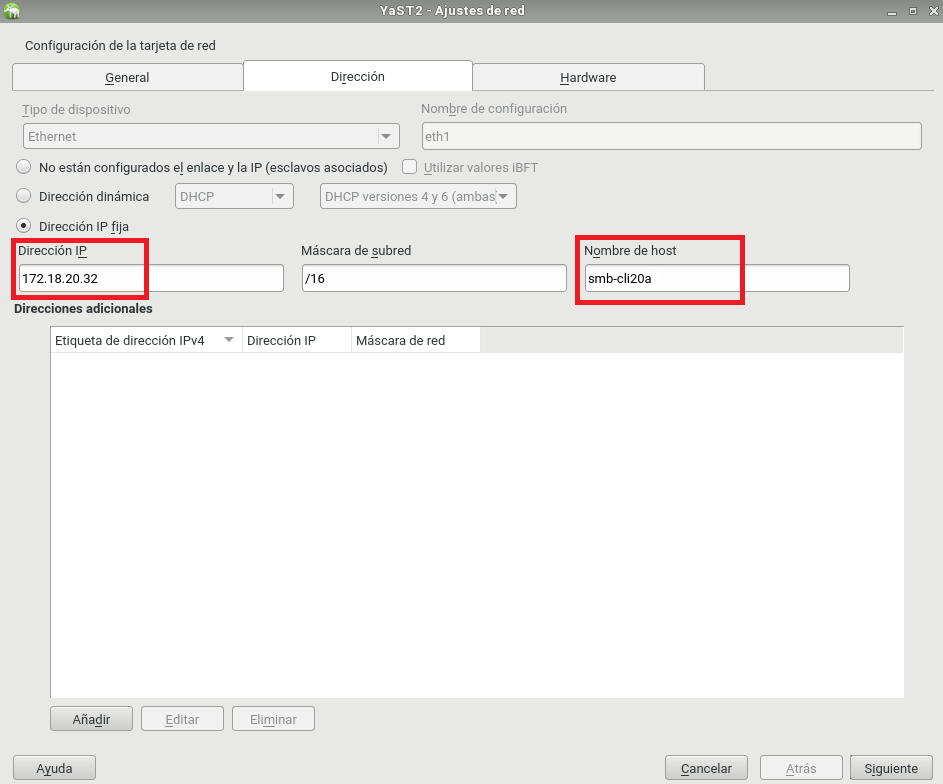 YaST2 - Ajustes de red
Configuración de la tarjeta de red
General Dirección Hardware
Tipo de dispositivo Nombre de configuración
Ethernet eth1
No están configurados el enlace y la IP (esclavos asociados) Utilizar valores iBFT
Dirección dinámica DHCP DHCP versiones 4 y 6 (ambas
Dirección IP fija
Dirección IP Máscara de subred Nombre de host
172.18.20.32 /16 smb-cli20a
Direcciones adicionales
Etiqueta de dirección IPv4 Dirección IP Máscara de red
Añadir Editar Eliminar
Ayuda Cancelar Atrás Siguiente